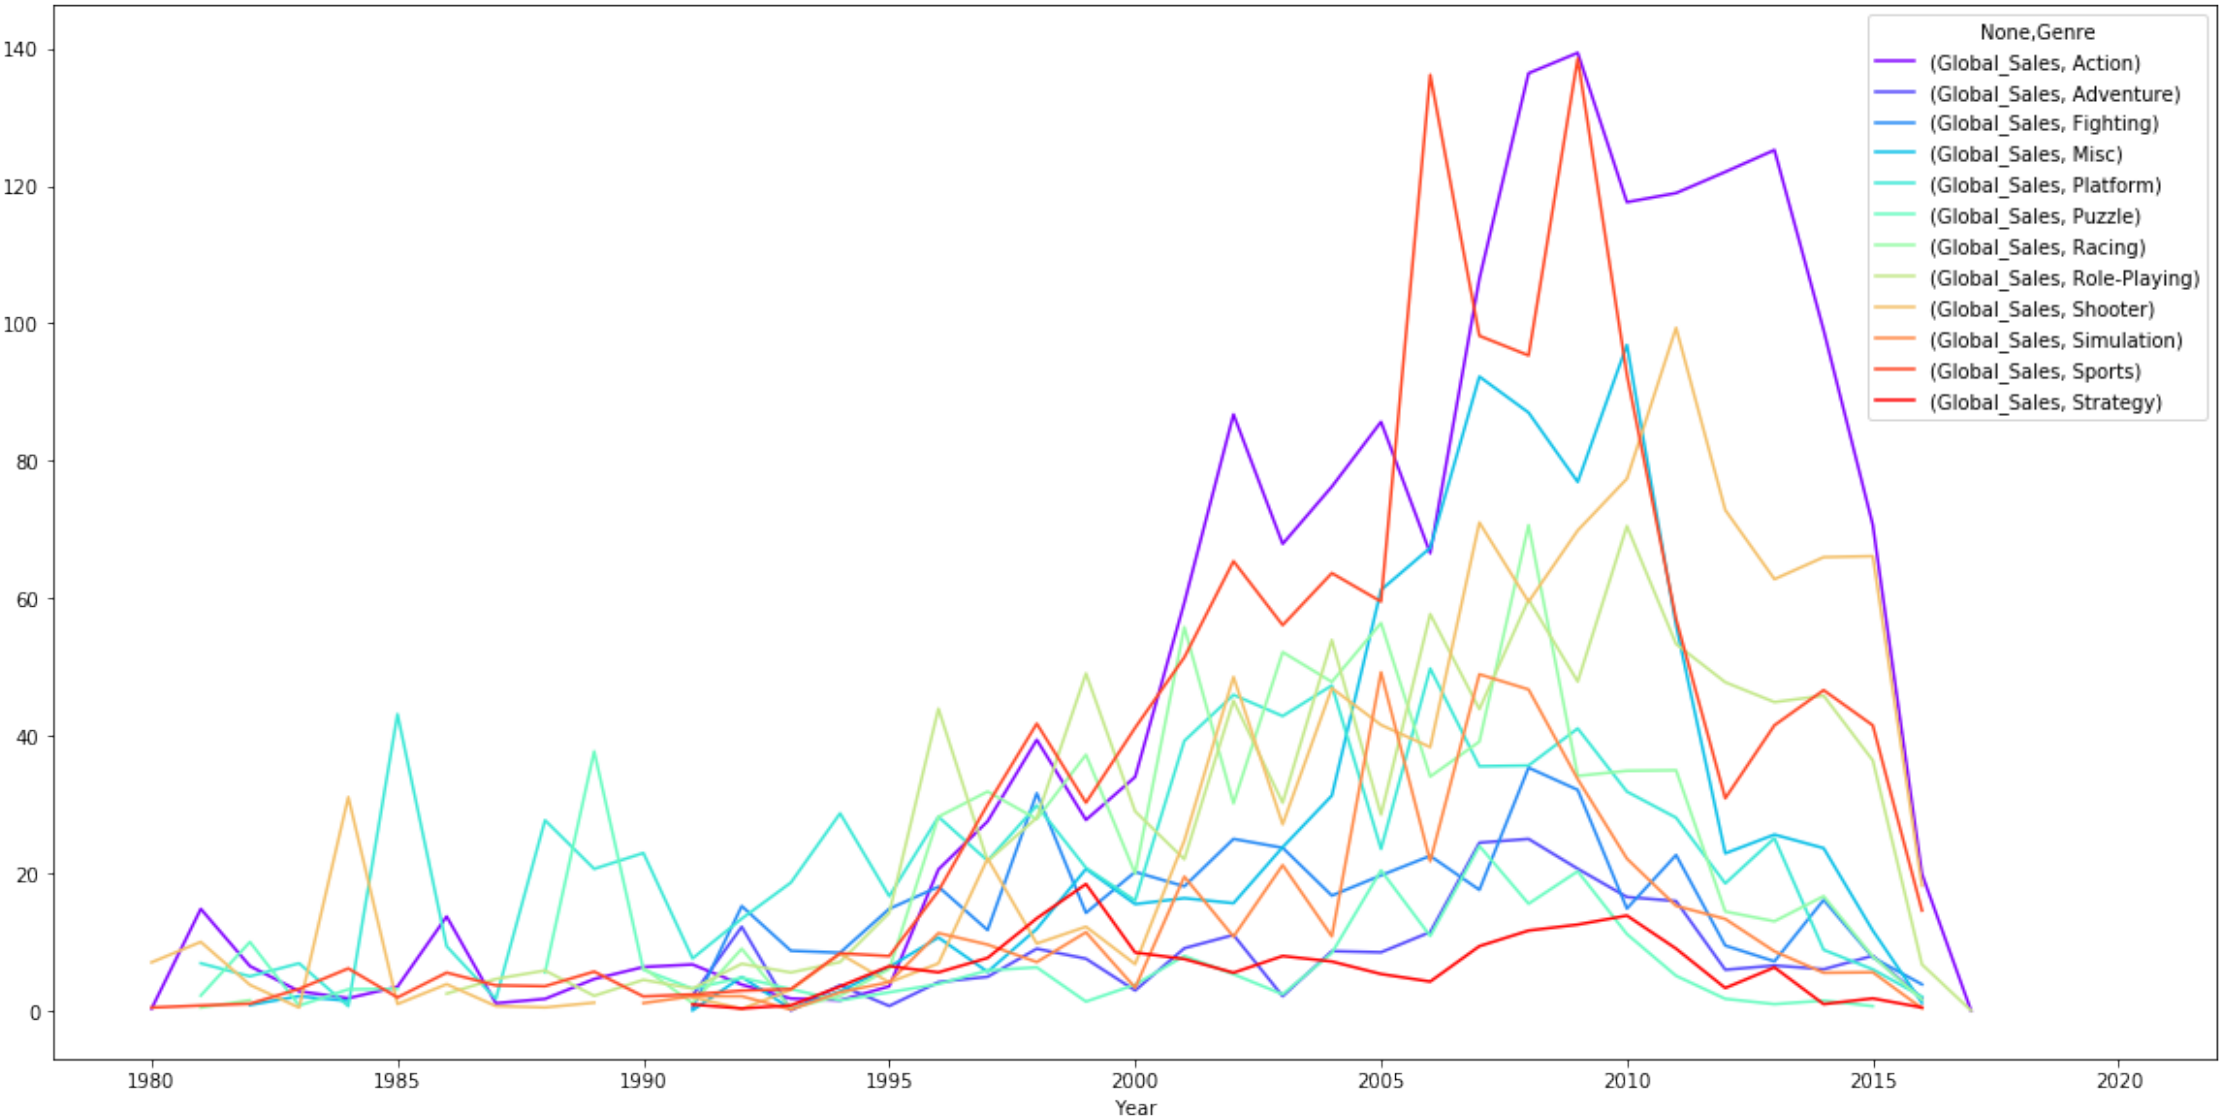 140
120
100
80
60
40
20
0
None,Genre
(Global_Sales, Action)
(Global_Sales, Adventure)
(Global_Sales, Fighting)
(Global_Sales, Misc)
(Global_Sales, Platform)
(Global_Sales, Puzzle)
(Global_Sales, Racing)
(Global_Sales, Role-Playing)
(Global_Sales, Shooter)
(Global_Sales, Simulation)
(Global_Sales, Sports)
(Global_Sales, Strategy)
1980 1985 1990 1995 2000 2005 2010 2015 2020
Year